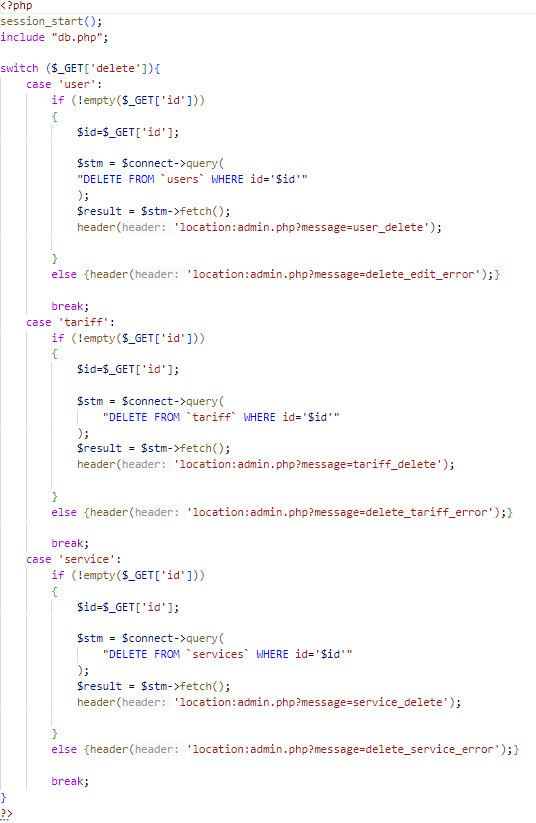 <?php
session_start();
include "db.php";

switch ($_GET['delete']){
    case 'user':
        if (!empty($_GET['id']))
        {
            $id=$_GET['id'];

            $stm = $connect->query(
            "DELETE FROM `users` WHERE id='$id'"
            );
            $result = $stm->fetch();
            header(header: 'location:admin.php?message=user_delete');

        }
        else {header(header: 'location:admin.php?message=delete_edit_error');}

        break;
    case 'tariff':
        if (!empty($_GET['id']))
        {
            $id=$_GET['id'];

            $stm = $connect->query(
                "DELETE FROM `tariff` WHERE id='$id'"
            );
            $result = $stm->fetch();
            header(header: 'location:admin.php?message=tariff_delete');

        }
        else {header(header: 'location:admin.php?message=delete_tariff_error');}

        break;
    case 'service':
        if (!empty($_GET['id']))
        {
            $id=$_GET['id'];

            $stm = $connect->query(
                "DELETE FROM `services` WHERE id='$id'"
            );
            $result = $stm->fetch();
            header(header: 'location:admin.php?message=service_delete');

        }
        else {header(header: 'location:admin.php?message=delete_service_error');}

        break;
}
?>